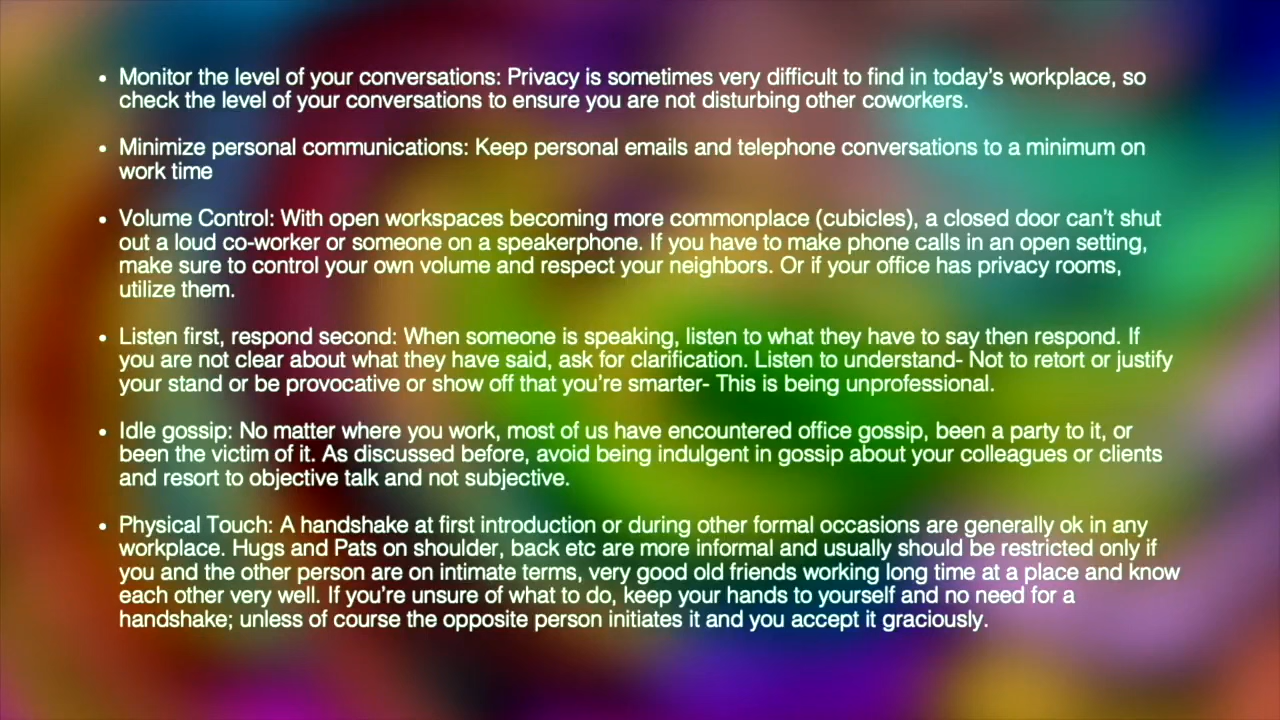 • Monitor the level of your conversations: Privacy is sometimes very difficult to find in today's workplace, so
check the level of your conversations to ensure you are not disturbing other coworkers.
• Minimize personal communications: Keep personal emails and telephone conversations to a minimum on
work time
• Volume Control: With open workspaces becoming more commonplace (cubicles), a closed door can't shut
out a loud co-worker or someone on a speakerphone. If you have to make phone calls in an open setting,
make sure to control your own volume and respect your neighbors. Or if your office has privacy rooms,
utilize them.
• Listen first, respond second: When someone is speaking, listen to what they have to say then respond. If
you are not clear about what they have said, ask for clarification. Listen to understand- Not to retort or justify
your stand or be provocative or show off that you're smarter- This is being unprofessional.
• Idle gossip: No matter where you work, most of us have encountered office gossip, been a party to it, or
been the victim of it. As discussed before, avoid being indulgent in gossip about your colleagues or clients
and resort to objective talk and not subjective.
• Physical Touch: A handshake at first introduction or during other formal occasions are generally ok in any
workplace. Hugs and Pats on shoulder, back etc are more informal and usually should be restricted only if
you and the other person are on intimate terms, very good old friends working long time at a place and know
each other very well. If you're unsure of what to do, keep your hands to yourself and no need for a
handshake; unless of course the opposite person initiates it and you accept it graciously.